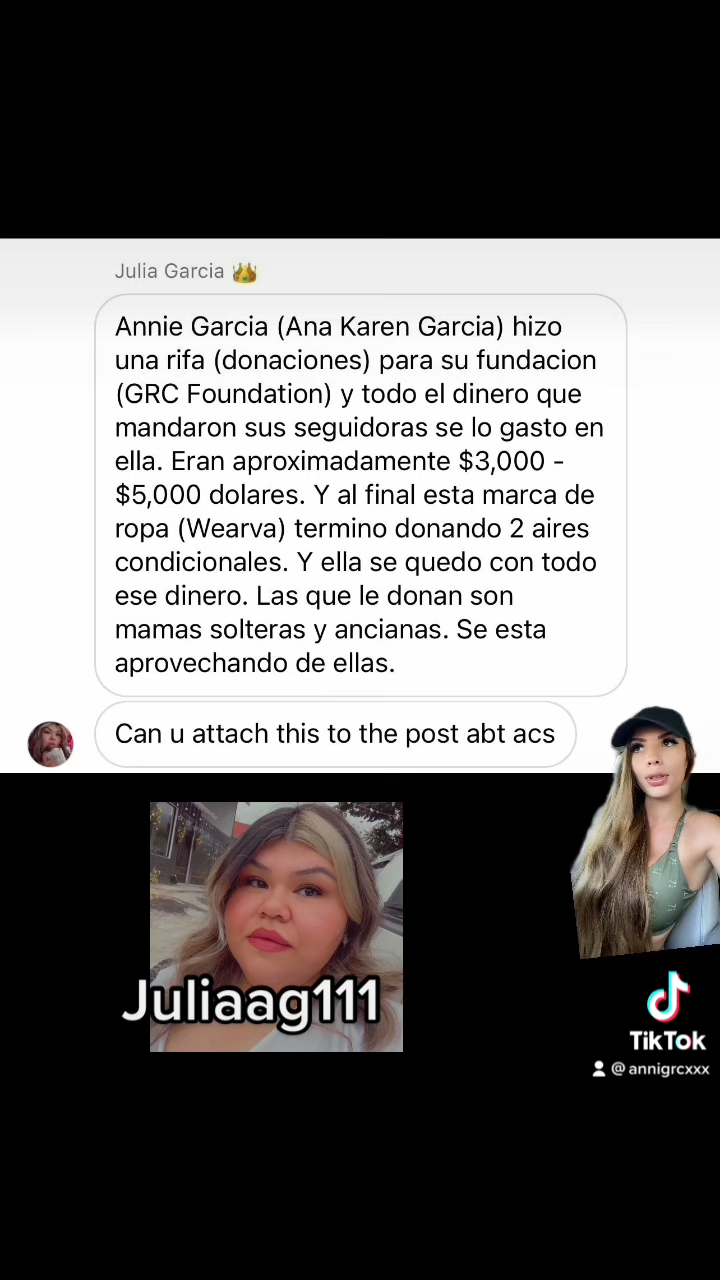 Julia Garcia 👑
Annie Garcia (Ana Karen Garcia) hizo
una rifa (donaciones) para su fundacion
(GRC Foundation) y todo el dinero que
mandaron sus seguidoras se lo gasto en
ella. Eran aproximadamente $3,000 -
$5,000 dolares. Y al final esta marca de
ropa (Wearva) termino donando 2 aires
condicionales. Y ella se quedo con todo
ese dinero. Las que le donan son
mamas solteras y ancianas. Se esta
aprovechando de ellas.
Can u attach this to the post abt acs
Juliaag111
TikTok
@annigrcxxx